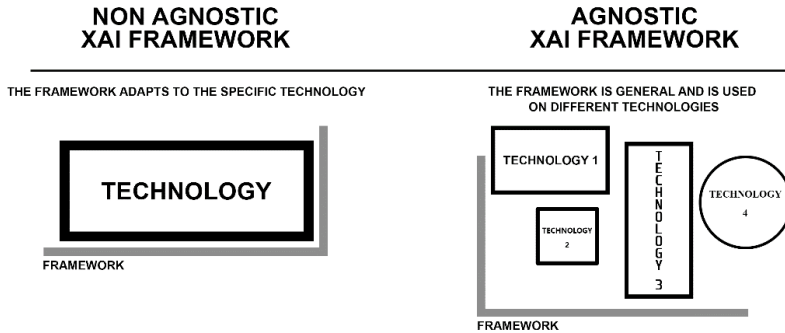 NON AGNOSTIC
XAI FRAMEWORK
THE FRAMEWORK ADAPTS TO THE SPECIFIC TECHNOLOGY
TECHNOLOGY
FRAMEWORK
AGNOSTIC
XAI FRAMEWORK
THE FRAMEWORK IS GENERAL AND IS USED
ON DIFFERENT TECHNOLOGIES
TECHNOLOGY 1
TECHNOLOGY
2
TECHNOLOGY 3
TECHNOLOGY
4
FRAMEWORK